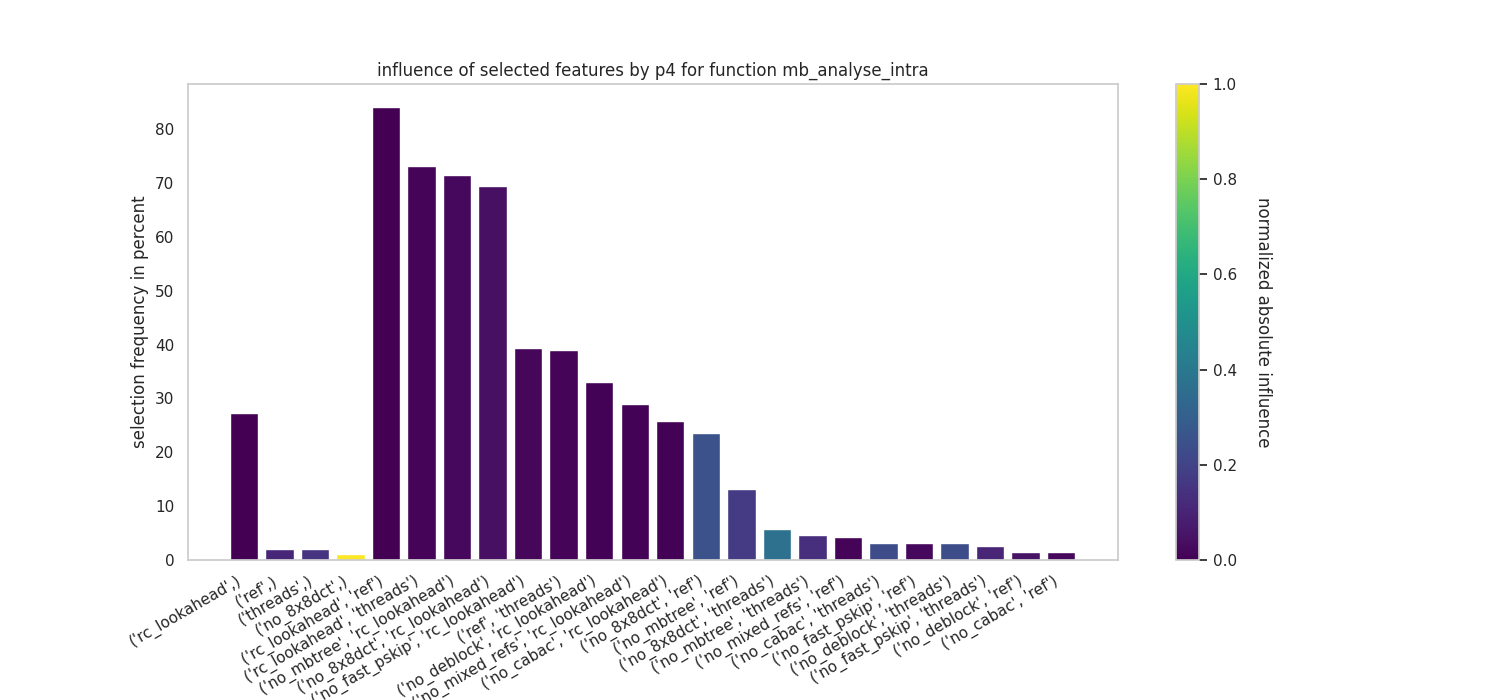 influence of selected features by p4 for function mb_analyse_intra
selection frequency in percent
80
70
60
50
40
30
20
10
0
('rc_lookahead',)
('ref',)
('threads',)
('no_8x8dct',)
('rc_lookahead', 'ref')
('rc_lookahead', 'threads')
('no_mbtree', 'rc_lookahead')
('no_8x8dct', 'rc_lookahead')
('no_fast_pskip', 'rc_lookahead')
('ref', 'threads')
('no_deblock', 'rc_lookahead')
('no_mixed_refs', 'rc_lookahead')
('no_cabac', 'rc_lookahead')
('no_8x8dct', 'ref')
('no_mbtree', 'ref')
('no_8x8dct', 'threads')
('no_mbtree', 'threads')
('no_mixed_refs', 'ref')
('no_cabac', 'threads')
('no_fast_pskip', 'ref')
('no_deblock', 'threads')
('no_fast_pskip', 'threads')
('no_deblock', 'ref')
('no_cabac', 'ref')
1.0
0.8
0.6
0.4
0.2
0.0
normalized absolute influence